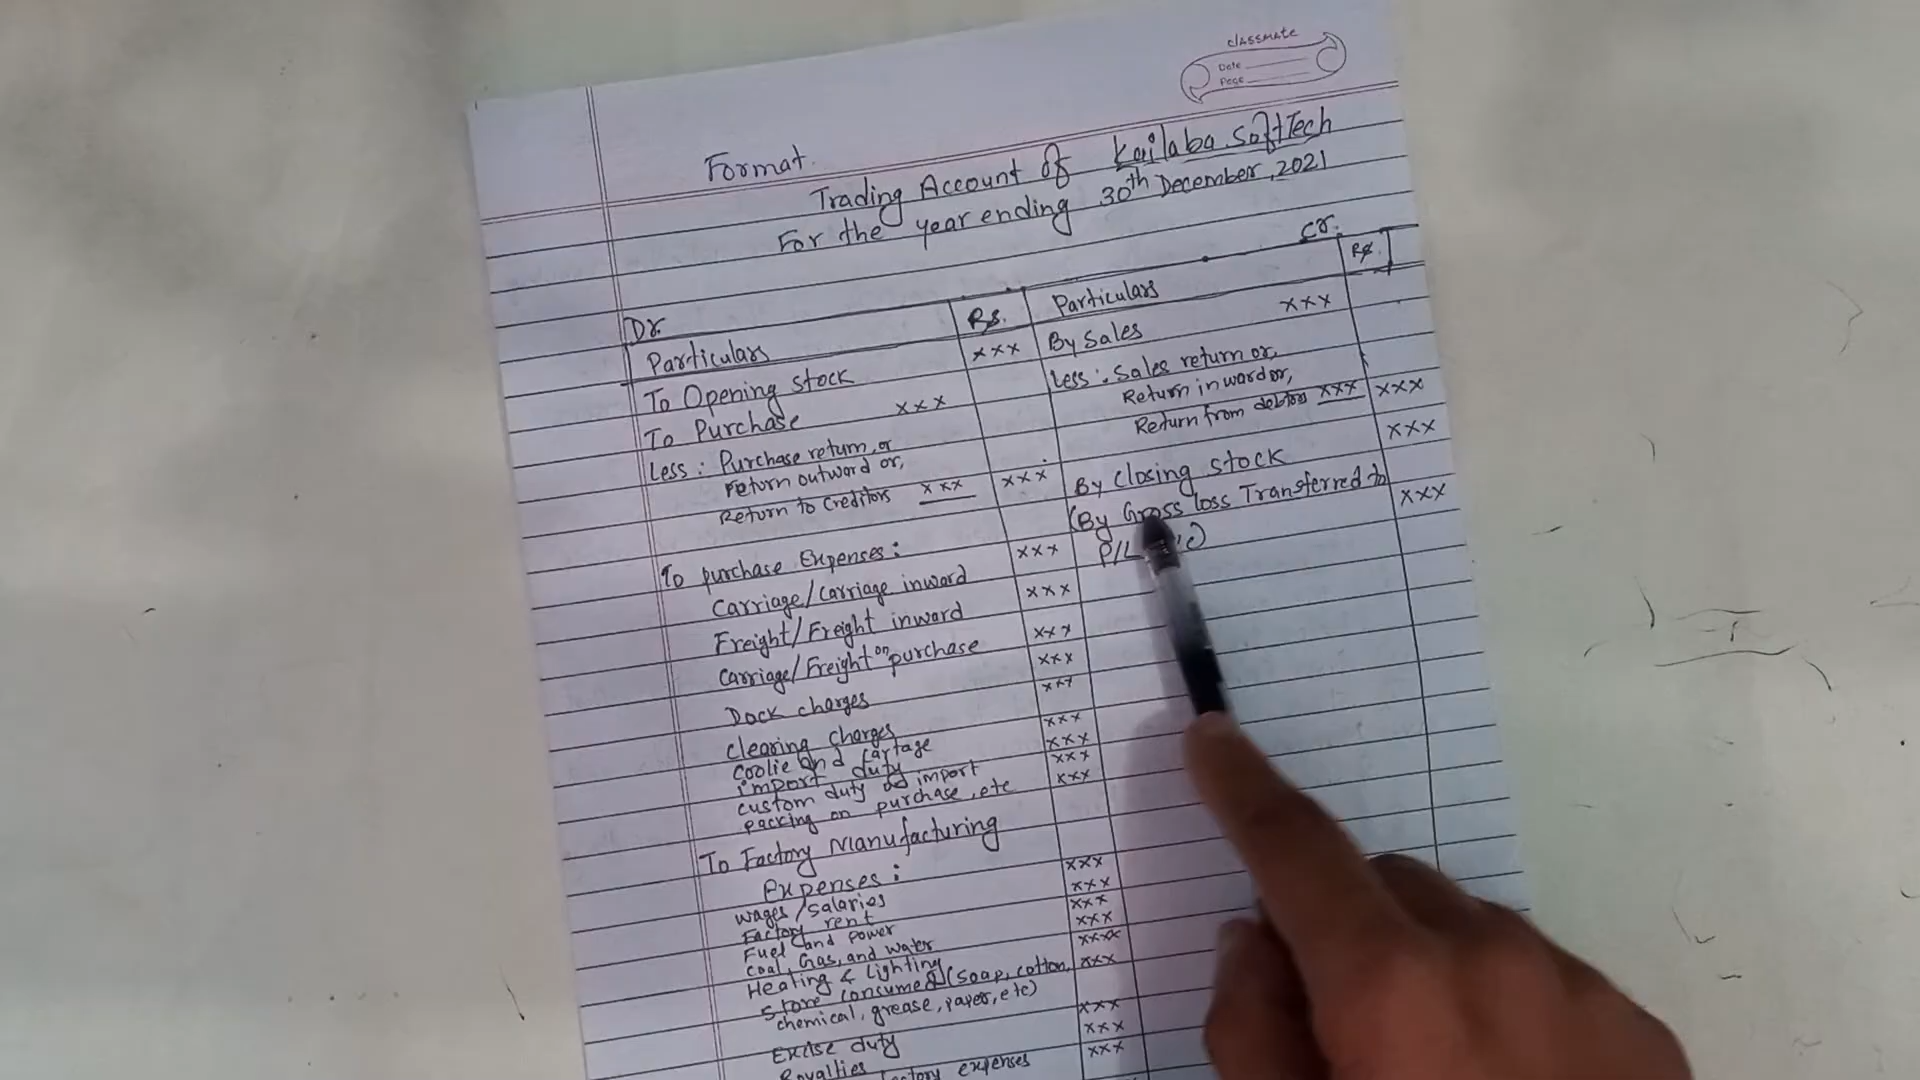 classmate
Date
Page
Format.
Trading Account of Kailaba SoftTech
For the year ending 30th December, 2021
Dr. Cr.
Particulars Rs. Particulars Rs.
To Opening stock xxx
To Purchase xxx
Less: Purchase return, or
return outward or,
Return to Creditors xxx xxx
To purchase Expenses:
Carriage/Carriage inward xxx
Freight/Freight inward xxx
Carriage/Freight on purchase xxx
Dock charges xxx
clearing charges xxx
coolie and cartage xxx
import duty xxx
custom duty on import xxx
packing on purchase, etc xxx
To Factory Manufacturing
Expenses:
wages/salaries xxx
Factory rent xxx
Fuel and power xxx
Coal, Gas, and water xxx
Heating & Lighting xxx
Store consumed (soap, cotton, xxx
chemical, grease, paper, etc)
Excise duty xxx
Royalties xxx
expenses xxx
By Sales xxx
Less: Sales return or,
Return inward or,
Return from debtors xxx xxx
By Closing stock xxx
(By Gross loss Transferred to xxx
P/L